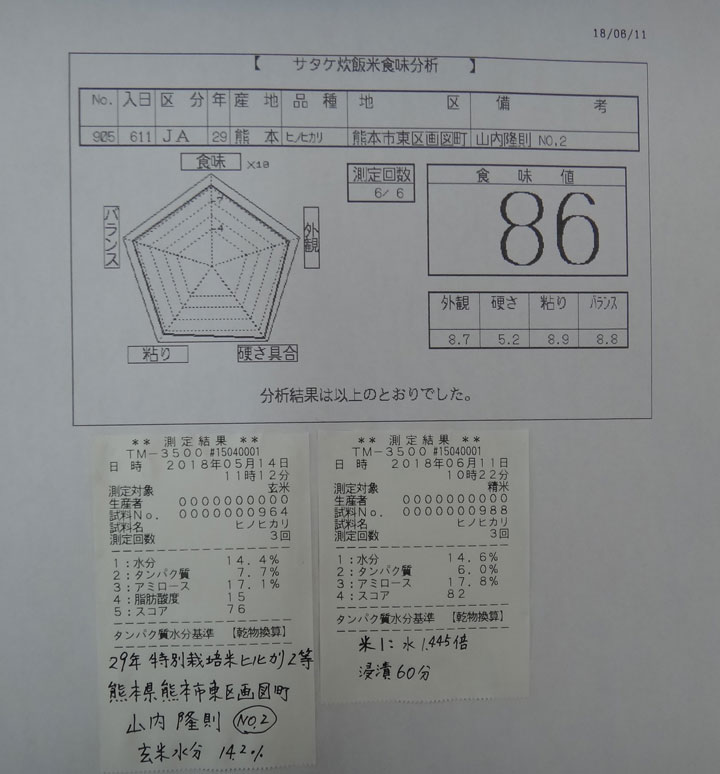 18/06/11
【 サタケ炊飯米食味分析 】
No. 入日 区分 年 産地 品種 地区 備考
905 611 JA 29 熊本 ヒノヒカリ 熊本市東区画図町 山内隆則 NO.2
食味 ×10
7
4
バランス
外観
粘り
硬さ具合
測定回数
6/ 6
食味値
86
外観 硬さ 粘り バランス
8.7 5.2 8.9 8.8
分析結果は以上のとおりでした。
** 測定結果 **
TM-3500 #15040001
日 時 2018年05月14日
11時12分
測定対象 玄米
生産者 0000000000
試料No. 0000000964
試料名 ヒノヒカリ
測定回数 3回
1:水分 14.4%
2:タンパク質 7.7%
3:アミロース 17.1%
4:脂肪酸度 15
5:スコア 76
タンパク質水分基準 【乾物換算】
29年 特別栽培米ヒノヒカリ 2等
熊本県熊本市東区画図町
山内隆則 NO.2
玄米水分 14.2%
** 測定結果 **
TM-3500 #15040001
日 時 2018年06月11日
10時22分
測定対象 精米
生産者 0000000000
試料No. 0000000988
試料名 ヒノヒカリ
測定回数 3回
1:水分 14.6%
2:タンパク質 6.0%
3:アミロース 17.8%
4:スコア 82
タンパク質水分基準 【乾物換算】
米1:水1.445倍
浸漬60分